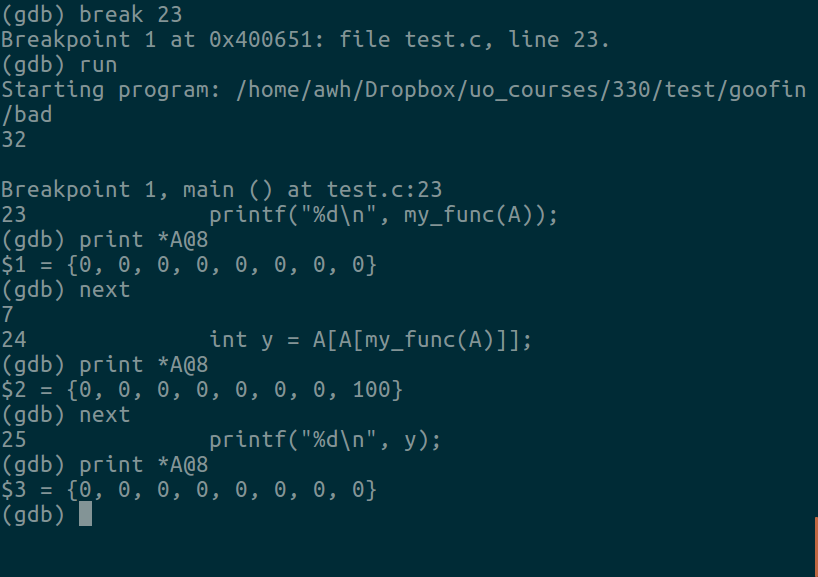 (gdb) break 23
Breakpoint 1 at 0x400651: file test.c, line 23.
(gdb) run
Starting program: /home/awh/Dropbox/uo_courses/330/test/goofin
/bad
32
Breakpoint 1, main () at test.c:23
23              printf("%d\n", my_func(A));
(gdb) print *A@8
$1 = {0, 0, 0, 0, 0, 0, 0, 0}
(gdb) next
7
24              int y = A[A[my_func(A)]];
(gdb) print *A@8
$2 = {0, 0, 0, 0, 0, 0, 0, 100}
(gdb) next
25              printf("%d\n", y);
(gdb) print *A@8
$3 = {0, 0, 0, 0, 0, 0, 0, 0}
(gdb)